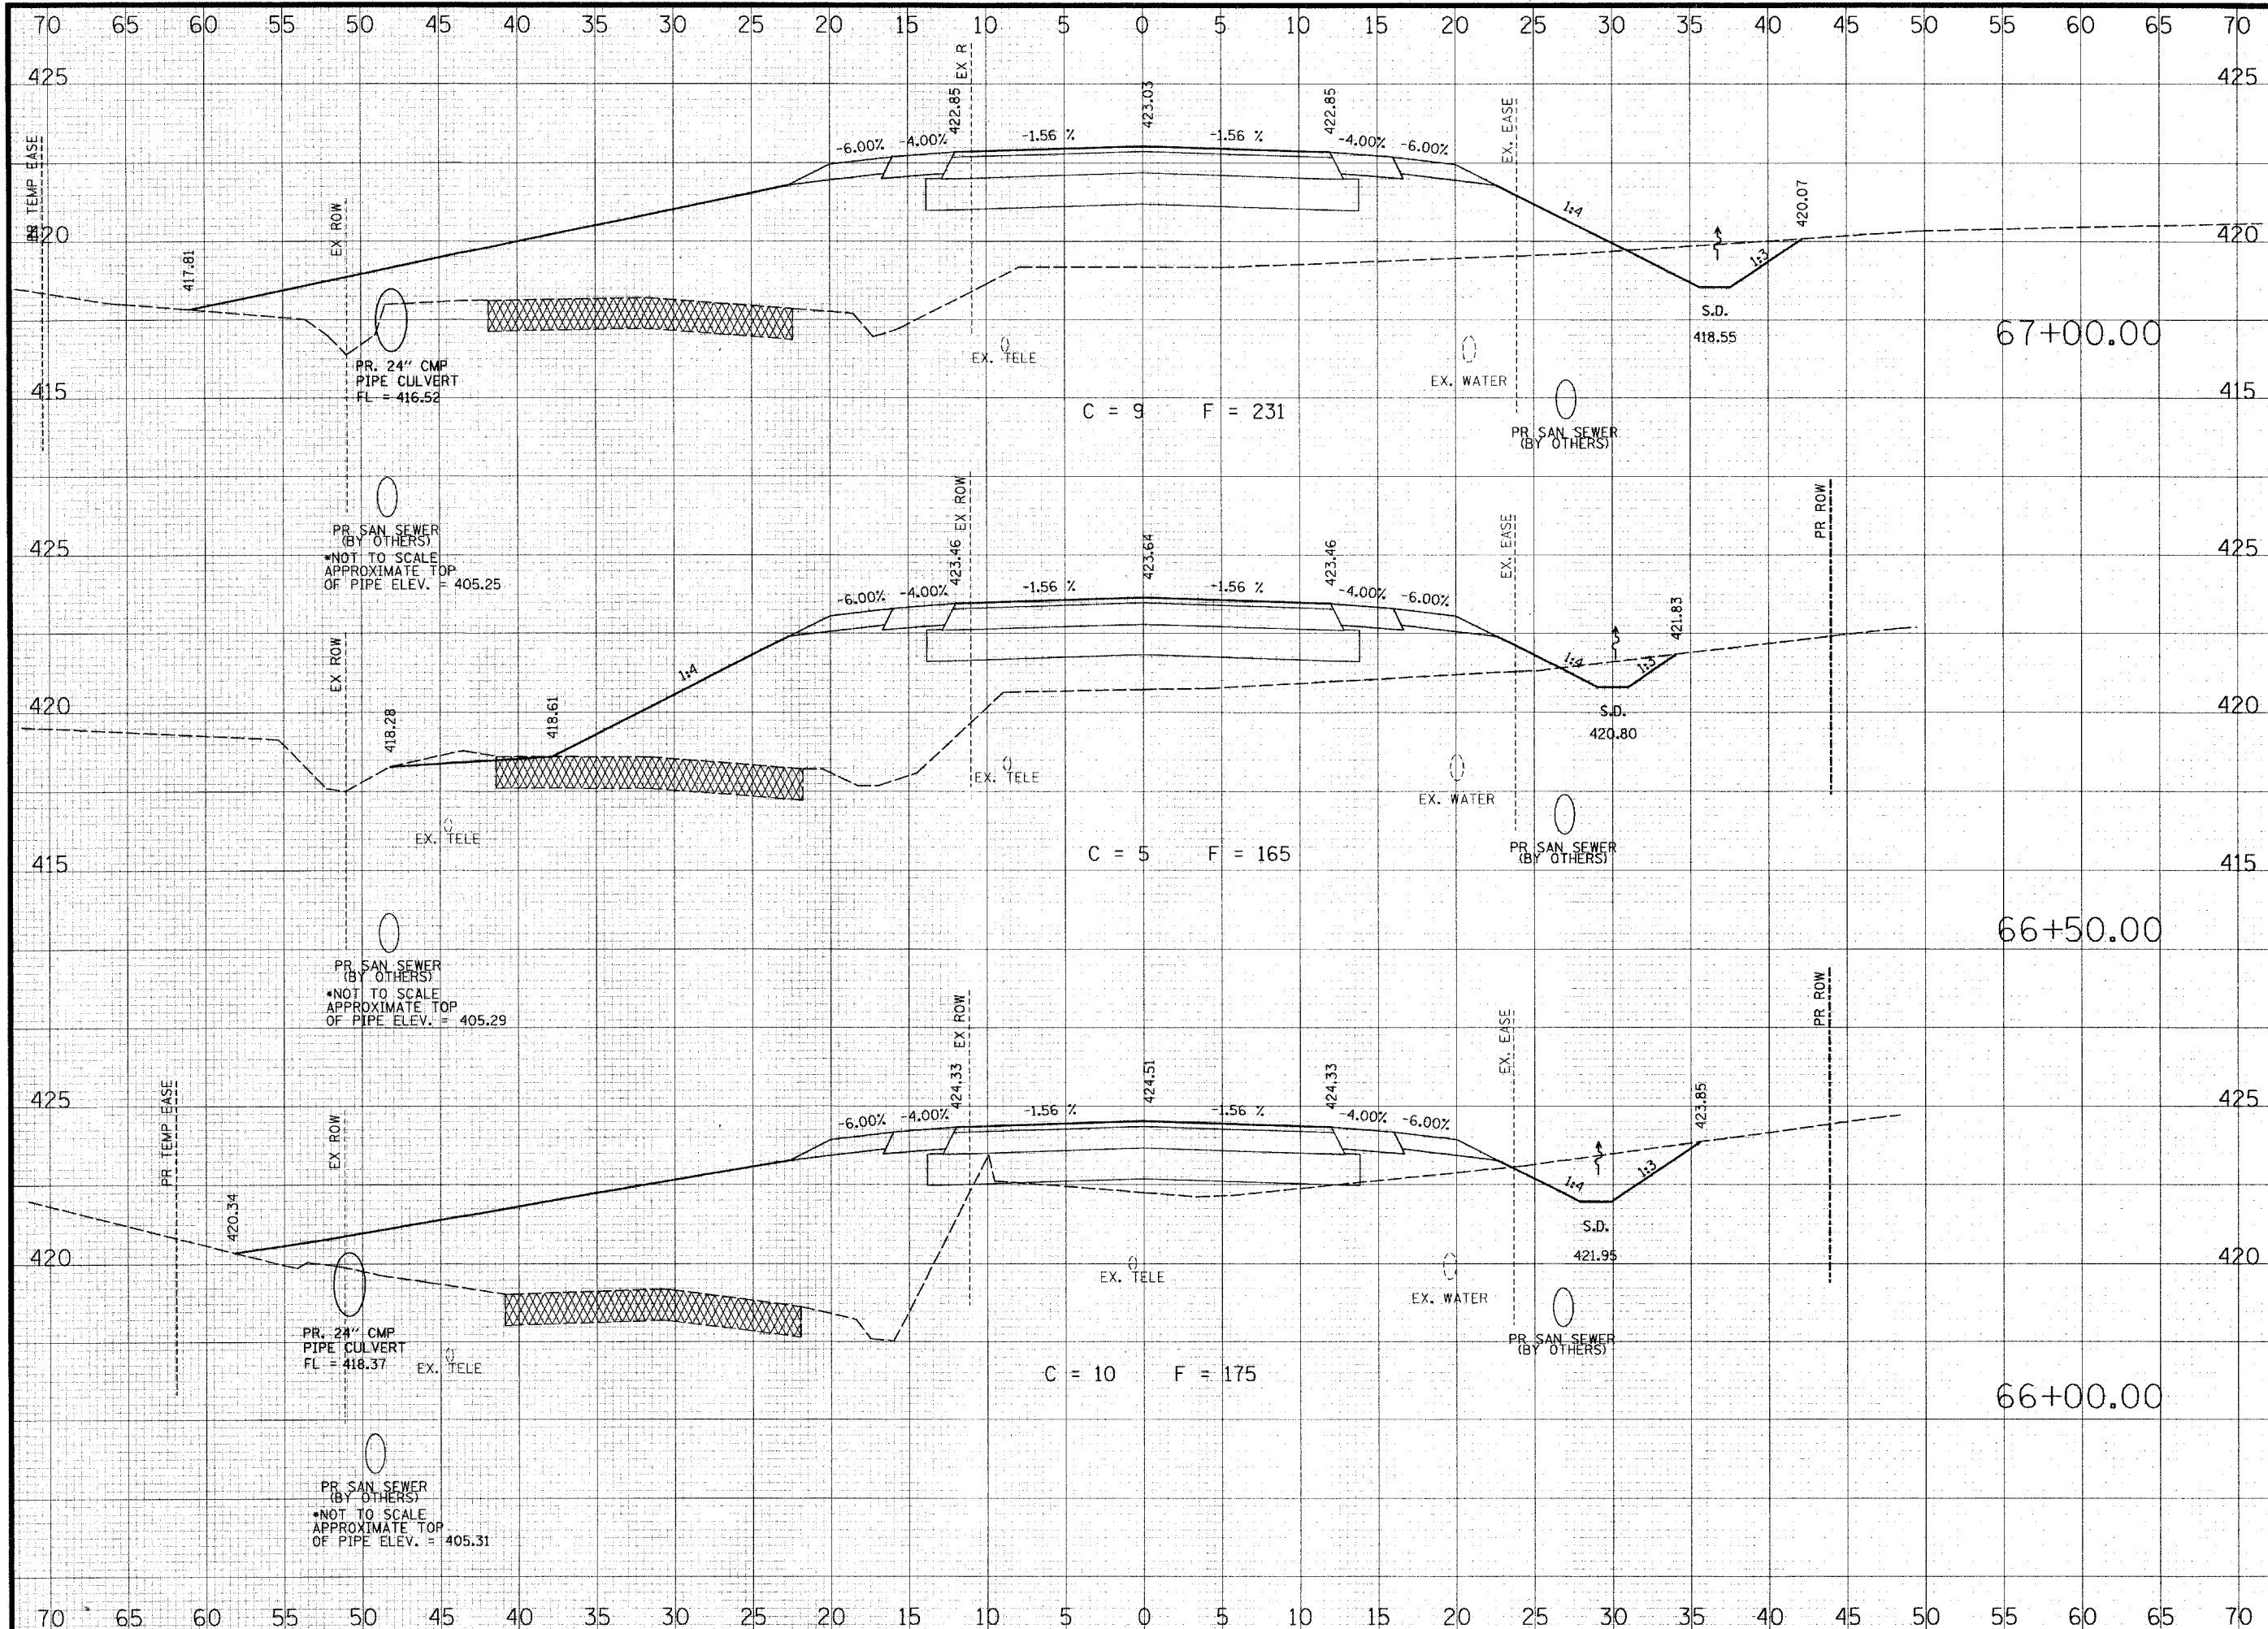 70 65 60 55 50 45 40 35 30 25 20 15 10 5 0 5 10 15 20 25 30 35 40 45 50 55 60 65 70
425 425
EX R
422.85
423.03
422.85
EX. EASE
PR TEMP EASE
-6.00% -4.00% -1.56 % -1.56 % -4.00% -6.00%
EX ROW
1:4
420.07
420 420
417.81
1:3
S.D.
418.55
67+00.00
EX. TELE
PR. 24" CMP
PIPE CULVERT
FL = 416.52
EX. WATER
415 415
C = 9 F = 231
PR SAN SEWER
(BY OTHERS)
PR SAN SEWER
(BY OTHERS)
*NOT TO SCALE
APPROXIMATE TOP
OF PIPE ELEV. = 405.25
EX ROW
PR ROW
425 425
423.46
423.64
423.46
EX. EASE
-6.00% -4.00% -1.56 % -1.56 % -4.00% -6.00%
421.83
EX ROW
1:4
1:4
1:3
420 420
418.28
418.61
S.D.
420.80
EX. TELE
EX. WATER
EX. TELE
C = 5 F = 165
PR SAN SEWER
(BY OTHERS)
415 415
66+50.00
PR SAN SEWER
(BY OTHERS)
*NOT TO SCALE
APPROXIMATE TOP
OF PIPE ELEV. = 405.29
EX ROW
PR ROW
EX. EASE
424.33
424.51
424.33
425 425
PR TEMP EASE
-6.00% -4.00% -1.56 % -1.56 % -4.00% -6.00%
423.85
EX ROW
1:4
1:3
420.34
S.D.
421.95
420 420
EX. TELE
EX. WATER
PR. 24" CMP
PIPE CULVERT
FL = 418.37
EX. TELE
PR SAN SEWER
(BY OTHERS)
C = 10 F = 175
66+00.00
PR SAN SEWER
(BY OTHERS)
*NOT TO SCALE
APPROXIMATE TOP
OF PIPE ELEV. = 405.31
70 65 60 55 50 45 40 35 30 25 20 15 10 5 0 5 10 15 20 25 30 35 40 45 50 55 60 65 70